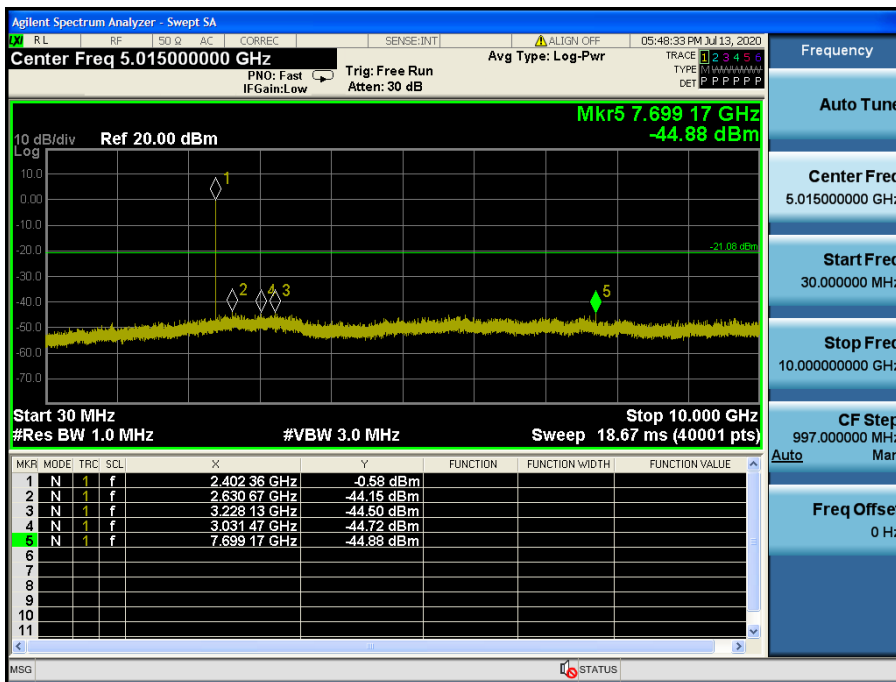 Agilent Spectrum Analyzer - Swept SA
LXI RL RF 50 Ω AC CORREC SENSE:INT ALIGN OFF 05:48:33 PM Jul 13, 2020
Center Freq 5.015000000 GHz
PNO: Fast
IFGain:Low
Trig: Free Run
Atten: 30 dB
Avg Type: Log-Pwr
TRACE 1 2 3 4 5 6
TYPE M WWWWW
DET P P P P P P
Mkr5 7.699 17 GHz
-44.88 dBm
10 dB/div Ref 20.00 dBm
Log
10.0
0.00
-10.0
-20.0
-30.0
-40.0
-50.0
-60.0
-70.0
1
2
4
3
5
-21.08 dBm
Start 30 MHz Stop 10.000 GHz
#Res BW 1.0 MHz #VBW 3.0 MHz Sweep 18.67 ms (40001 pts)
MKR MODE TRC SCL X Y FUNCTION FUNCTION WIDTH FUNCTION VALUE
1 N 1 f 2.402 36 GHz -0.58 dBm
2 N 1 f 2.630 67 GHz -44.15 dBm
3 N 1 f 3.228 13 GHz -44.50 dBm
4 N 1 f 3.031 47 GHz -44.72 dBm
5 N 1 f 7.699 17 GHz -44.88 dBm
6
7
8
9
10
11
MSG STATUS
Frequency
Auto Tune
Center Freq
5.015000000 GHz
Start Freq
30.000000 MHz
Stop Freq
10.000000000 GHz
CF Step
997.000000 MHz
Auto Man
Freq Offset
0 Hz